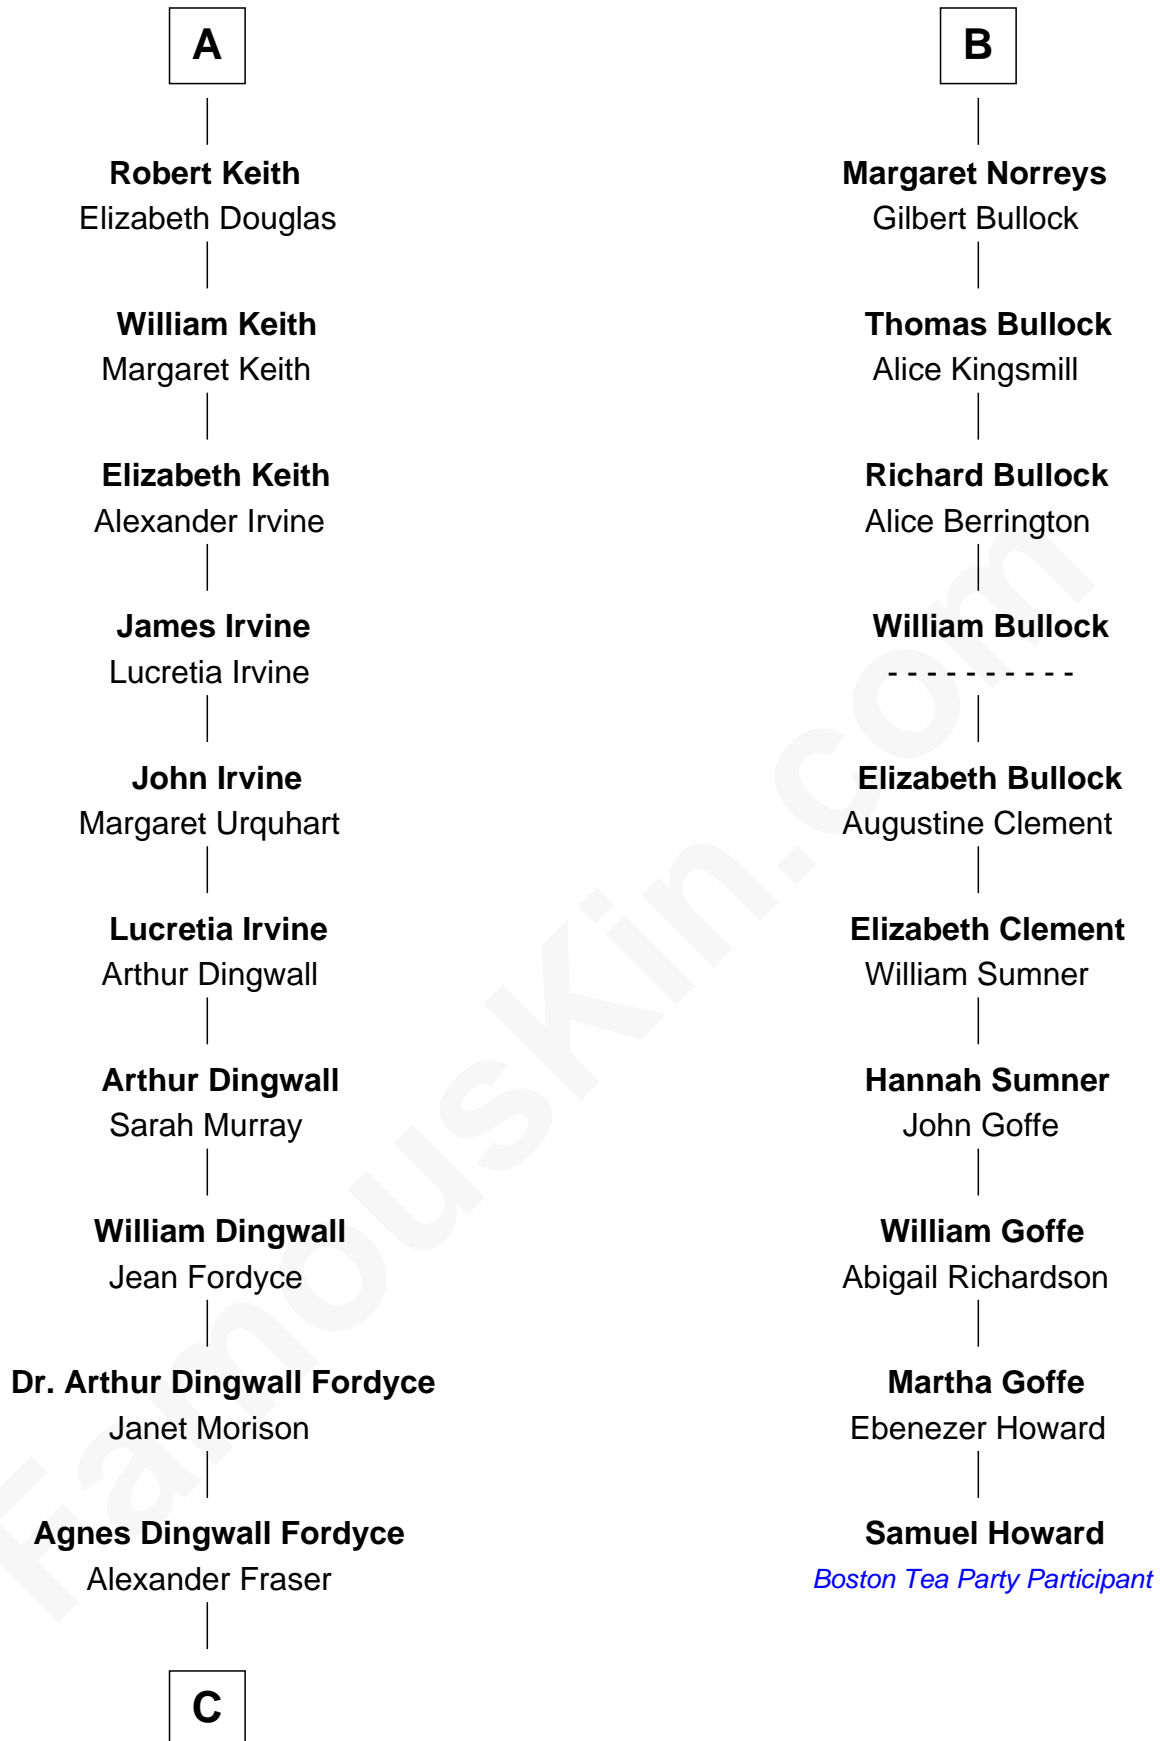 A
Robert Keith
Elizabeth Douglas
William Keith
Margaret Keith
Elizabeth Keith
Alexander Irvine
James Irvine
Lucretia Irvine
John Irvine
Margaret Urquhart
Lucretia Irvine
Arthur Dingwall
Arthur Dingwall
Sarah Murray
William Dingwall
Jean Fordyce
Dr. Arthur Dingwall Fordyce
Janet Morison
Agnes Dingwall Fordyce
Alexander Fraser
C
B
Margaret Norreys
Gilbert Bullock
Thomas Bullock
Alice Kingsmill
Richard Bullock
Alice Berrington
William Bullock
- - - - - - - - - -
Elizabeth Bullock
Augustine Clement
Elizabeth Clement
William Sumner
Hannah Sumner
John Goffe
William Goffe
Abigail Richardson
Martha Goffe
Ebenezer Howard
Samuel Howard
Boston Tea Party Participant
FamousKin.com